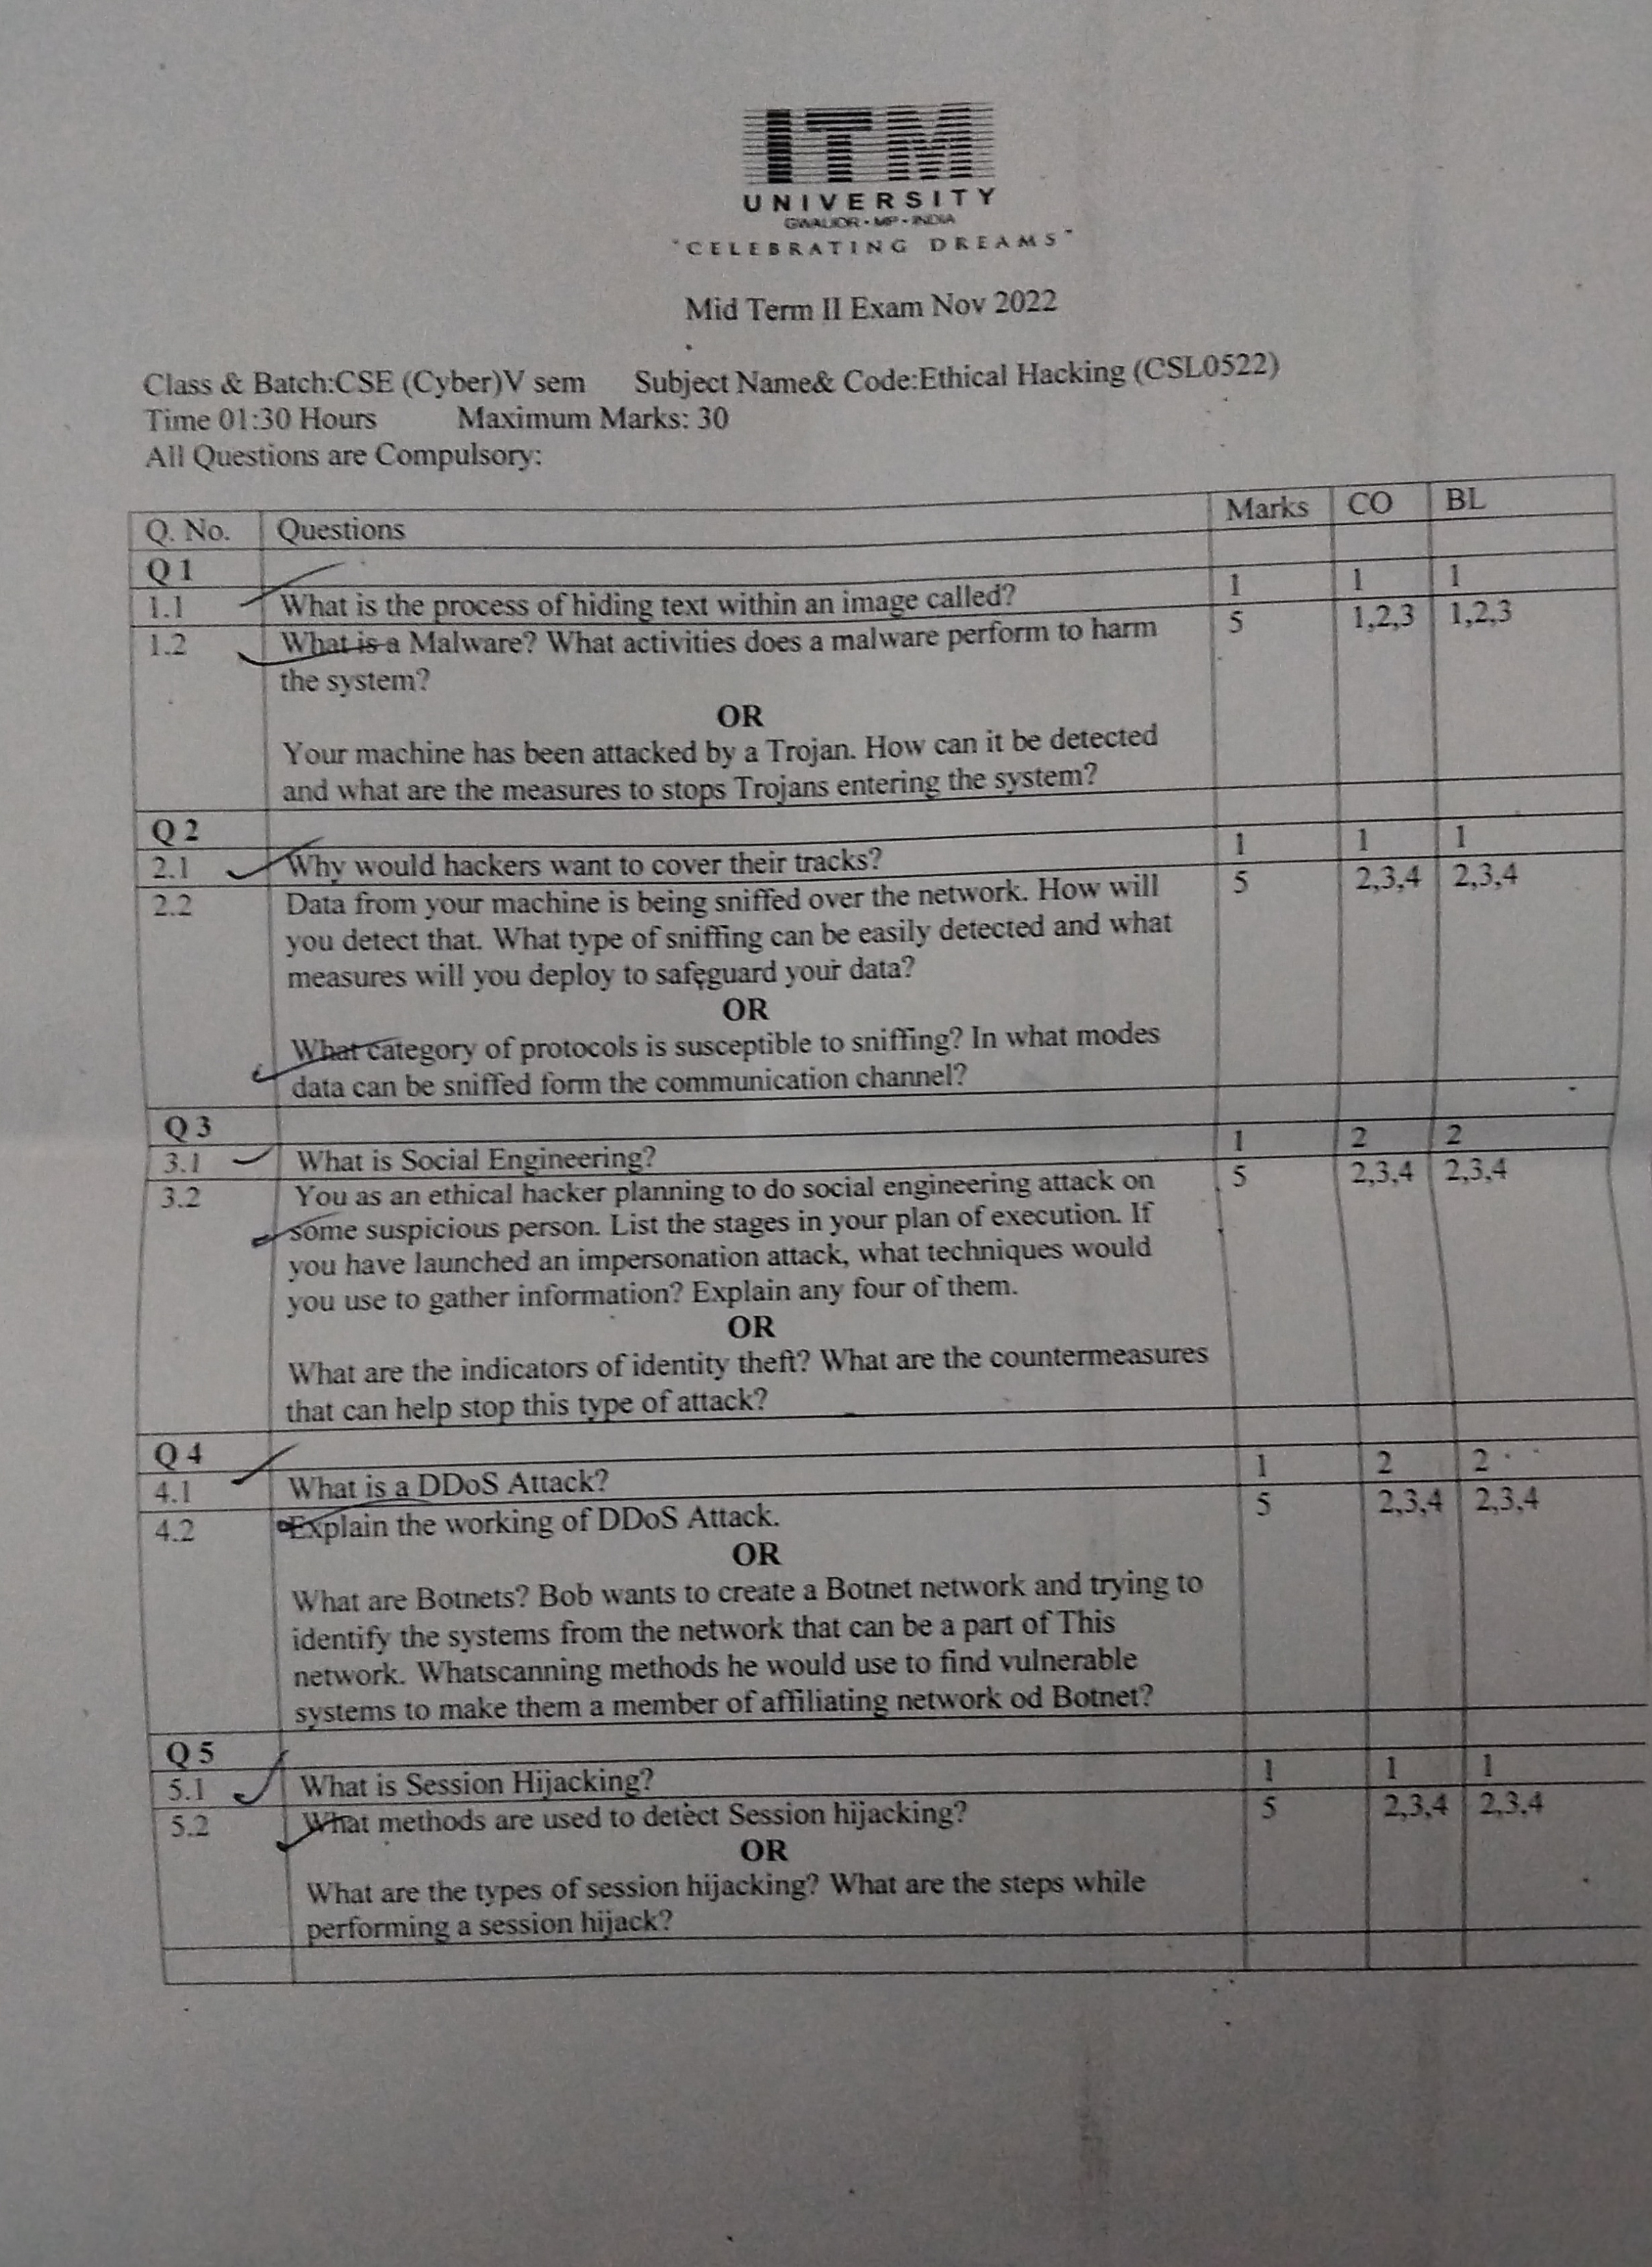 ITM
UNIVERSITY
GWALIOR • MP • INDIA
"CELEBRATING DREAMS"
Mid Term II Exam Nov 2022
Class & Batch:CSE (Cyber)V sem Subject Name& Code:Ethical Hacking (CSL0522)
Time 01:30 Hours Maximum Marks: 30
All Questions are Compulsory:
Q. No. Questions Marks CO BL
Q 1
1.1 What is the process of hiding text within an image called? 1 1 1
1.2 What is a Malware? What activities does a malware perform to harm 5 1,2,3 1,2,3
the system?
OR
Your machine has been attacked by a Trojan. How can it be detected
and what are the measures to stops Trojans entering the system?
Q 2
2.1 Why would hackers want to cover their tracks? 1 1 1
2.2 Data from your machine is being sniffed over the network. How will 5 2,3,4 2,3,4
you detect that. What type of sniffing can be easily detected and what
measures will you deploy to safeguard your data?
OR
What category of protocols is susceptible to sniffing? In what modes
data can be sniffed form the communication channel?
Q 3
3.1 What is Social Engineering? 1 2 2
3.2 You as an ethical hacker planning to do social engineering attack on 5 2,3,4 2,3,4
some suspicious person. List the stages in your plan of execution. If
you have launched an impersonation attack, what techniques would
you use to gather information? Explain any four of them.
OR
What are the indicators of identity theft? What are the countermeasures
that can help stop this type of attack?
Q 4
4.1 What is a DDoS Attack? 1 2 2
4.2 Explain the working of DDoS Attack. 5 2,3,4 2,3,4
OR
What are Botnets? Bob wants to create a Botnet network and trying to
identify the systems from the network that can be a part of This
network. Whatscanning methods he would use to find vulnerable
systems to make them a member of affiliating network od Botnet?
Q 5
5.1 What is Session Hijacking? 1 1 1
5.2 What methods are used to detect Session hijacking? 5 2,3,4 2,3,4
OR
What are the types of session hijacking? What are the steps while
performing a session hijack?